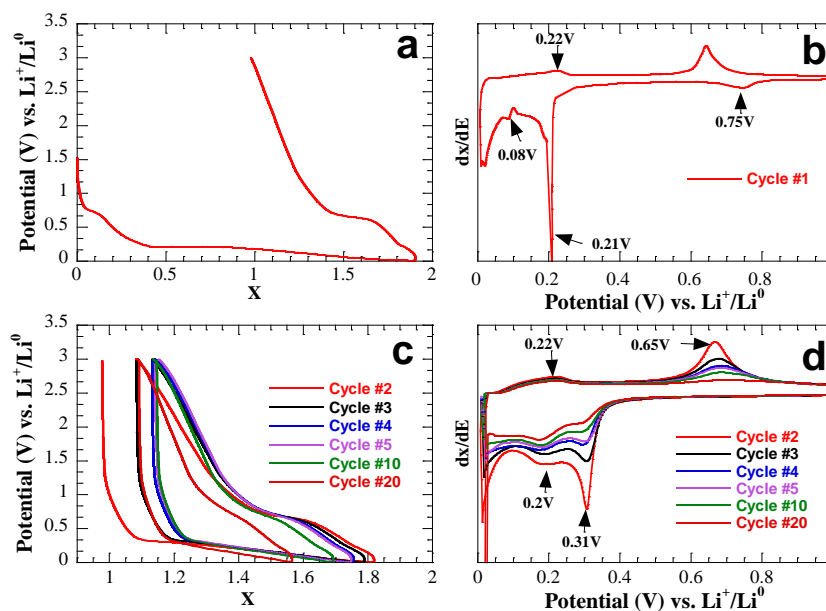 a
Potential (V) vs. Li⁺/Li⁰
3.5
3
2.5
2
1.5
1
0.5
0
0
0.5
1
1.5
2
X
b
dx/dE
0.22V
0.75V
0.08V
0.21V
Cycle #1
0
0.2
0.4
0.6
0.8
Potential (V) vs. Li⁺/Li⁰
c
Potential (V) vs. Li⁺/Li⁰
3.5
3
2.5
2
1.5
1
0.5
0
Cycle #2
Cycle #3
Cycle #4
Cycle #5
Cycle #10
Cycle #20
1
1.2
1.4
1.6
1.8
2
X
d
dx/dE
0.22V
0.65V
0.2V
0.31V
Cycle #2
Cycle #3
Cycle #4
Cycle #5
Cycle #10
Cycle #20
0
0.2
0.4
0.6
0.8
Potential (V) vs. Li⁺/Li⁰